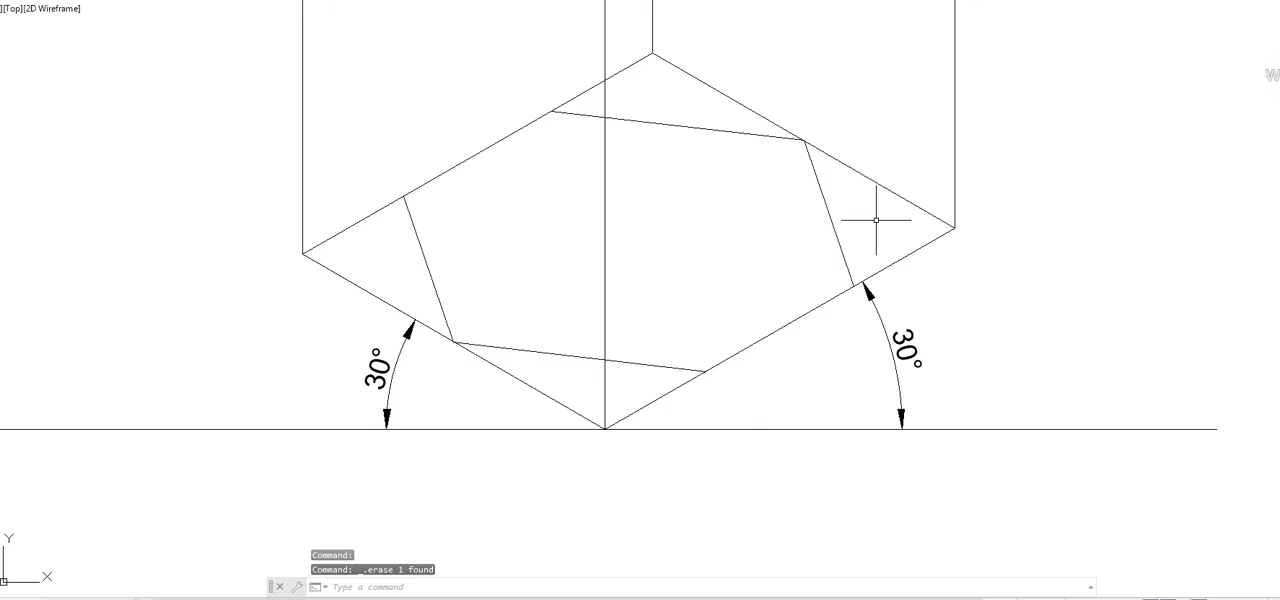 ][Top][2D Wireframe]
W
30°
30°
Y
X
Command:
Command: _.erase 1 found
Type a command